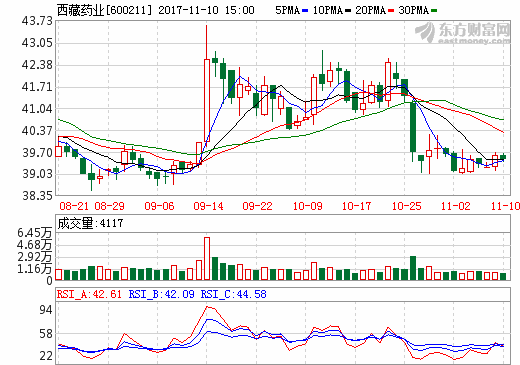 西藏药业[600211] 2017-11-10 15:00 5PMA 10PMA 20PMA 30PMA
东方财富网
eastmoney.com
43.73
43.05
42.38
41.71
41.04
40.37
39.70
39.03
38.35
08-21 08-29 09-06 09-14 09-22 10-09 10-17 10-25 11-02 11-10
成交量:4117
6.45万
4.68万
2.92万
1.16万
0
RSI_A:42.61 RSI_B:42.09 RSI_C:44.58
94
58
22